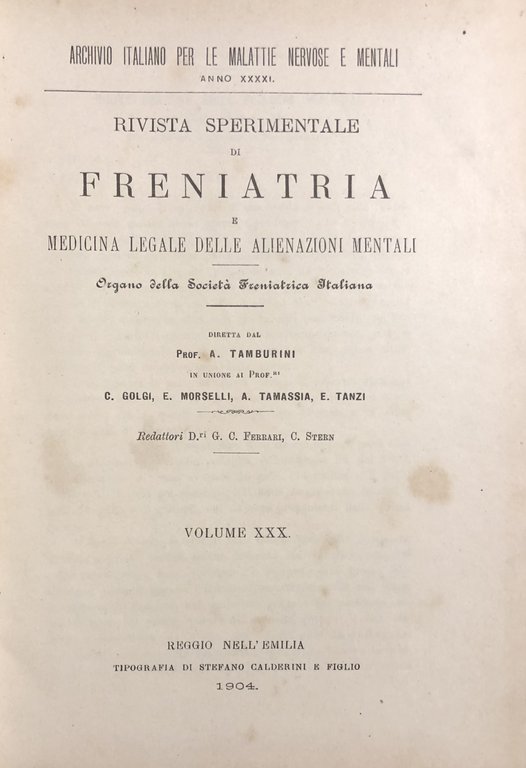 ARCHIVIO ITALIANO PER LE MALATTIE NERVOSE E MENTALI
ANNO XXXXI.
RIVISTA SPERIMENTALE
DI
FRENIATRIA
E
MEDICINA LEGALE DELLE ALIENAZIONI MENTALI
Organo della Società Freniatrica Italiana
DIRETTA DAL
PROF. A. TAMBURINI
IN UNIONE AI PROF.RI
C. GOLGI, E. MORSELLI, A. TAMASSIA, E. TANZI
Redattori D.ri G. C. FERRARI, C. STERN
VOLUME XXX.
REGGIO NELL'EMILIA
TIPOGRAFIA DI STEFANO CALDERINI E FIGLIO
1904.